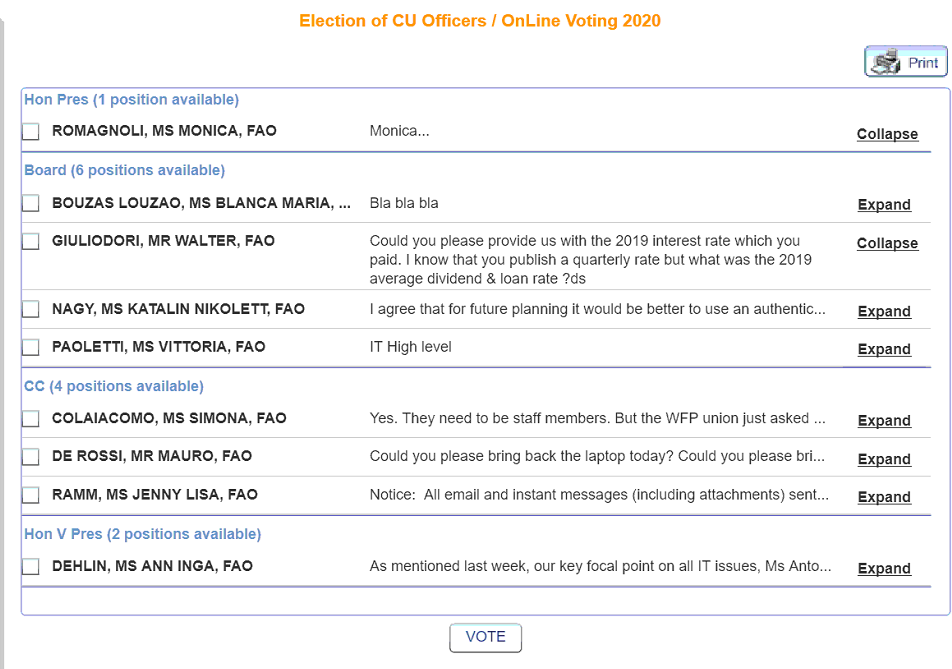 Election of CU Officers / OnLine Voting 2020
Print
Hon Pres (1 position available)
ROMAGNOLI, MS MONICA, FAO Monica... Collapse
Board (6 positions available)
BOUZAS LOUZAO, MS BLANCA MARIA, ... Bla bla bla Expand
GIULIODORI, MR WALTER, FAO Could you please provide us with the 2019 interest rate which you Collapse
paid. I know that you publish a quarterly rate but what was the 2019
average dividend & loan rate ?ds
NAGY, MS KATALIN NIKOLETT, FAO I agree that for future planning it would be better to use an authentic... Expand
PAOLETTI, MS VITTORIA, FAO IT High level Expand
CC (4 positions available)
COLAIACOMO, MS SIMONA, FAO Yes. They need to be staff members. But the WFP union just asked ... Expand
DE ROSSI, MR MAURO, FAO Could you please bring back the laptop today? Could you please bri... Expand
RAMM, MS JENNY LISA, FAO Notice: All email and instant messages (including attachments) sent... Expand
Hon V Pres (2 positions available)
DEHLIN, MS ANN INGA, FAO As mentioned last week, our key focal point on all IT issues, Ms Anto... Expand
VOTE